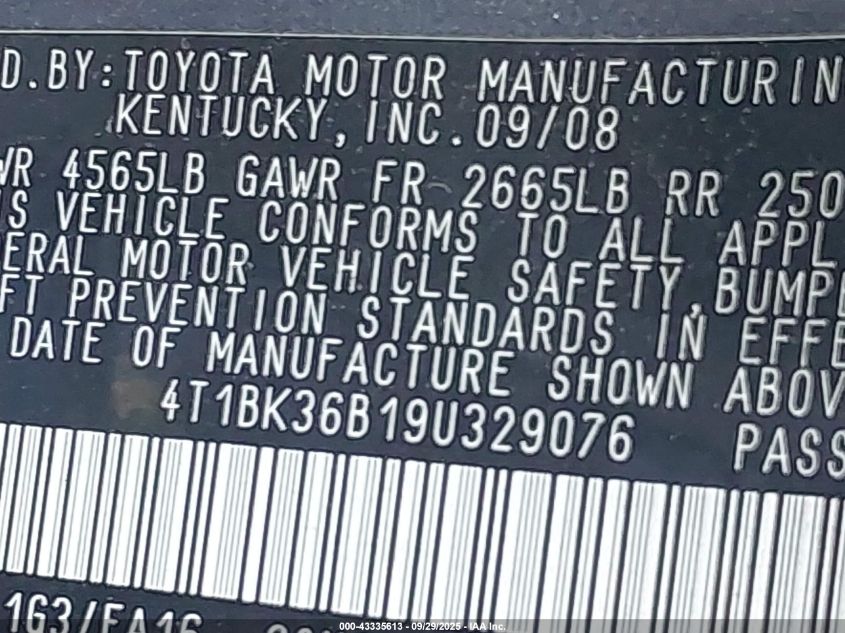 D.BY:TOYOTA MOTOR MANUFACTURIN
KENTUCKY, INC. 09/08
WR 4565LB GAWR FR 2665LB RR 250
S VEHICLE CONFORMS TO ALL APPL
ERAL MOTOR VEHICLE SAFETY, BUMP
FT PREVENTION STANDARDS IN EFFE
DATE OF MANUFACTURE SHOWN ABOV
4T1BK36B19U329076 PASS
1G3/FA16
000-43335613 - 09/29/2025 - IAA Inc.